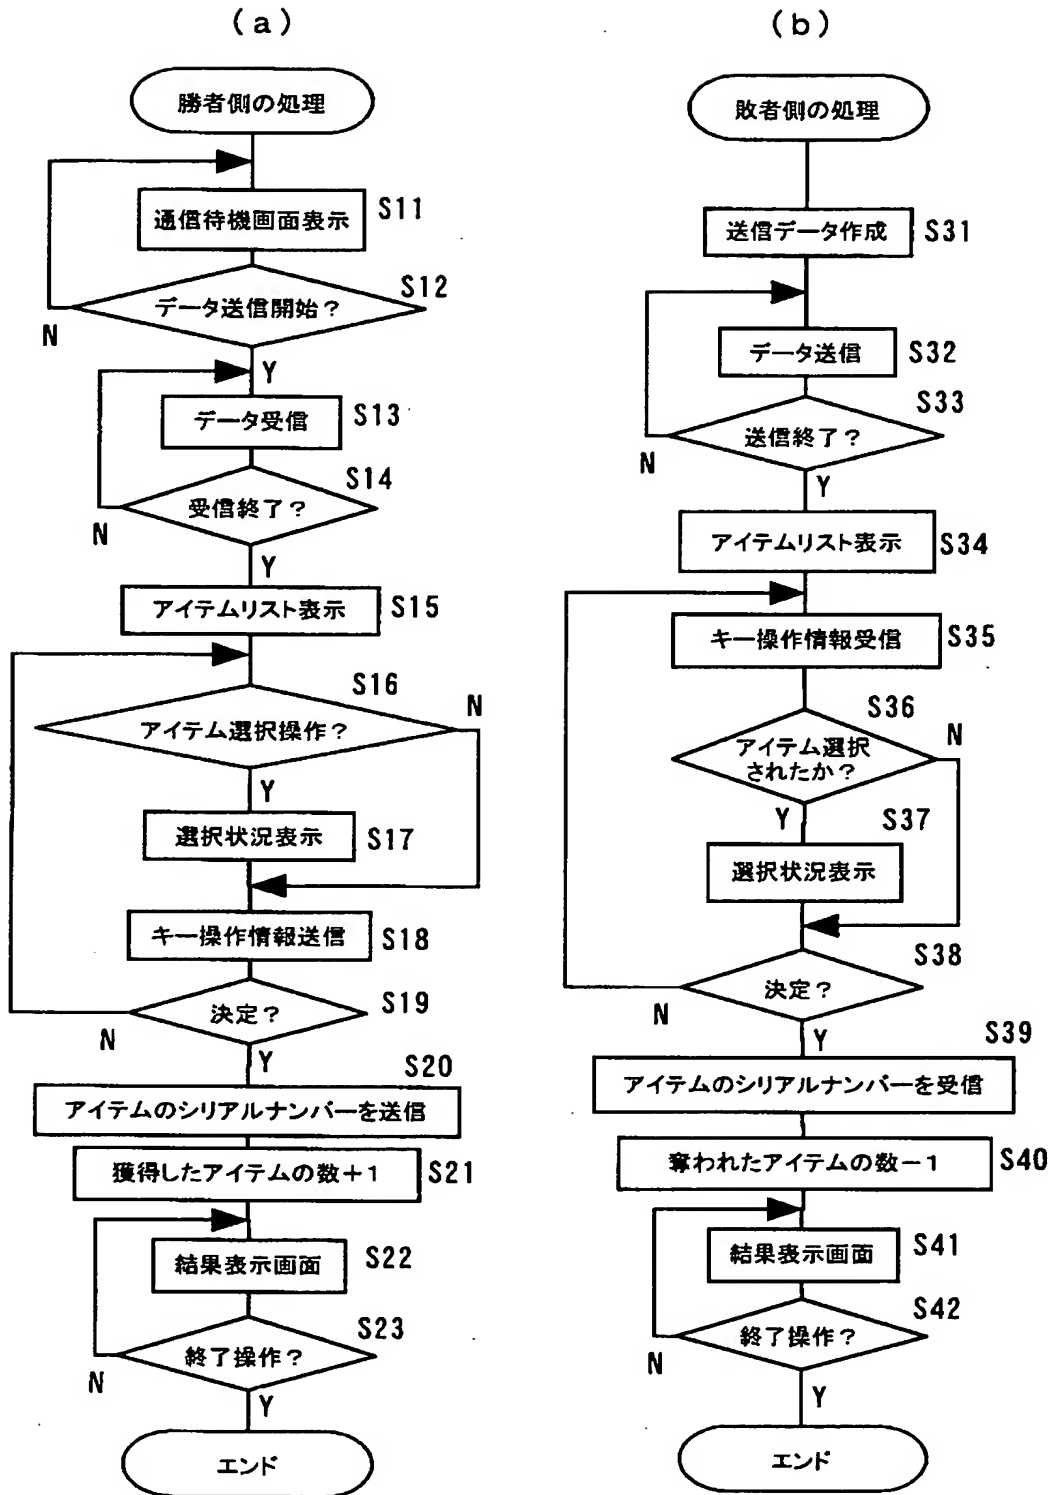 (a)
勝者側の処理
通信待機画面表示
S11
データ送信開始?
S12
N
Y
データ受信
S13
受信終了?
S14
N
Y
アイテムリスト表示
S15
アイテム選択操作?
S16
N
Y
選択状況表示
S17
キー操作情報送信
S18
決定?
S19
N
Y
S20
アイテムのシリアルナンバーを送信
獲得したアイテムの数+1
S21
結果表示画面
S22
終了操作?
S23
N
Y
エンド
(b)
敗者側の処理
送信データ作成
S31
データ送信
S32
送信終了?
S33
N
Y
アイテムリスト表示
S34
キー操作情報受信
S35
S36
アイテム選択
されたか?
N
Y
S37
選択状況表示
S38
決定?
N
Y
S39
アイテムのシリアルナンバーを受信
奪われたアイテムの数-1
S40
結果表示画面
S41
S42
終了操作?
N
Y
エンド